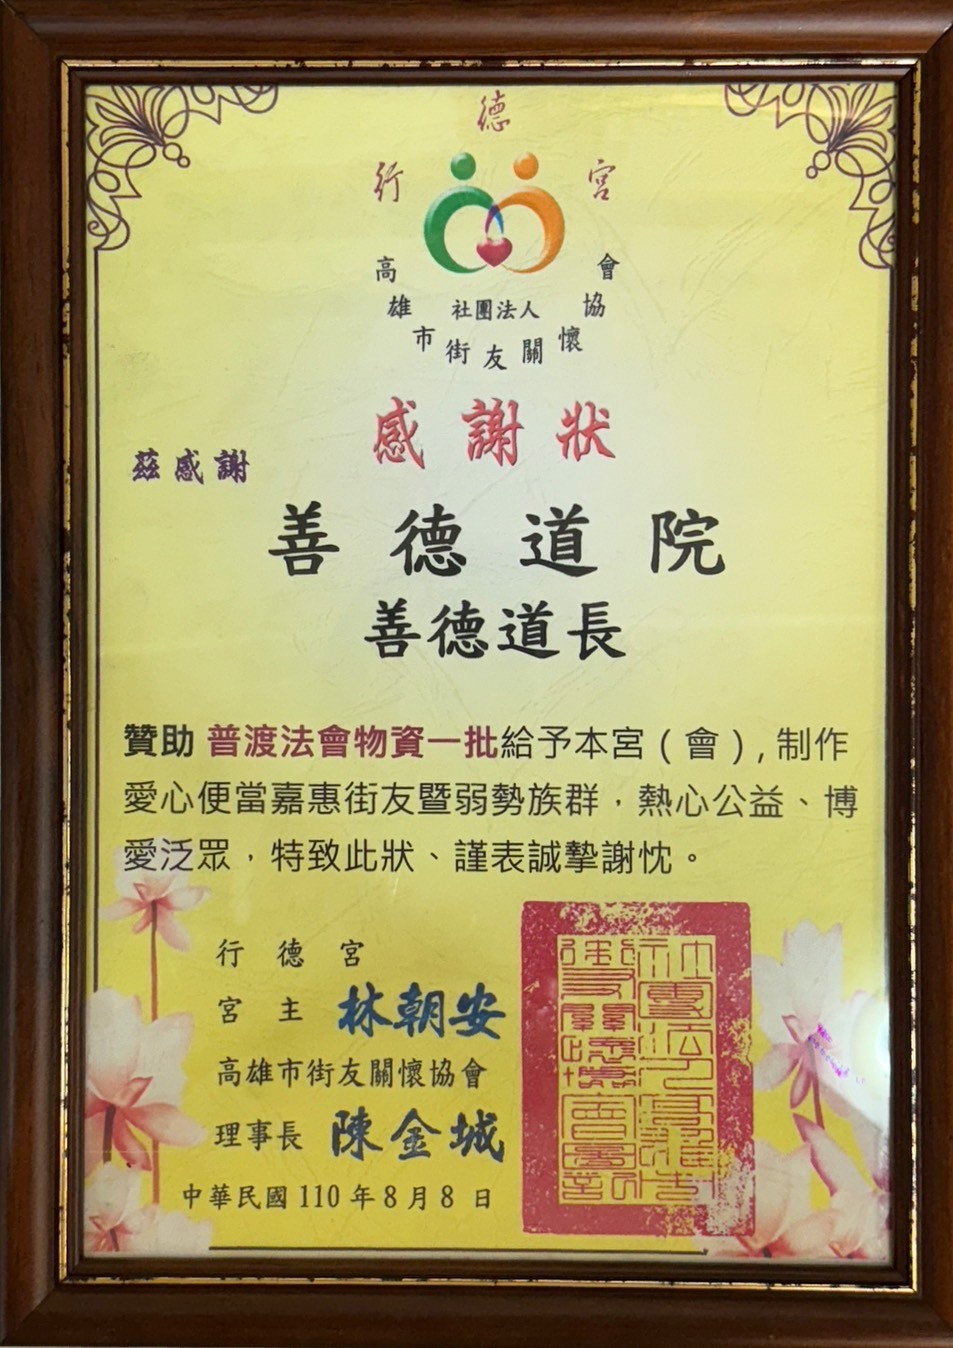 行德宮
社團法人
高雄市街友關懷協會
感謝狀
茲感謝
善德道院
善德道長
贊助 普渡法會物資一批給予本宮(會),制作
愛心便當嘉惠街友暨弱勢族群，熱心公益、博
愛泛眾，特致此狀、謹表誠摯謝忱。
行德宮
宮主 林朝安
高雄市街友關懷協會
理事長 陳金城
中華民國110年8月8日